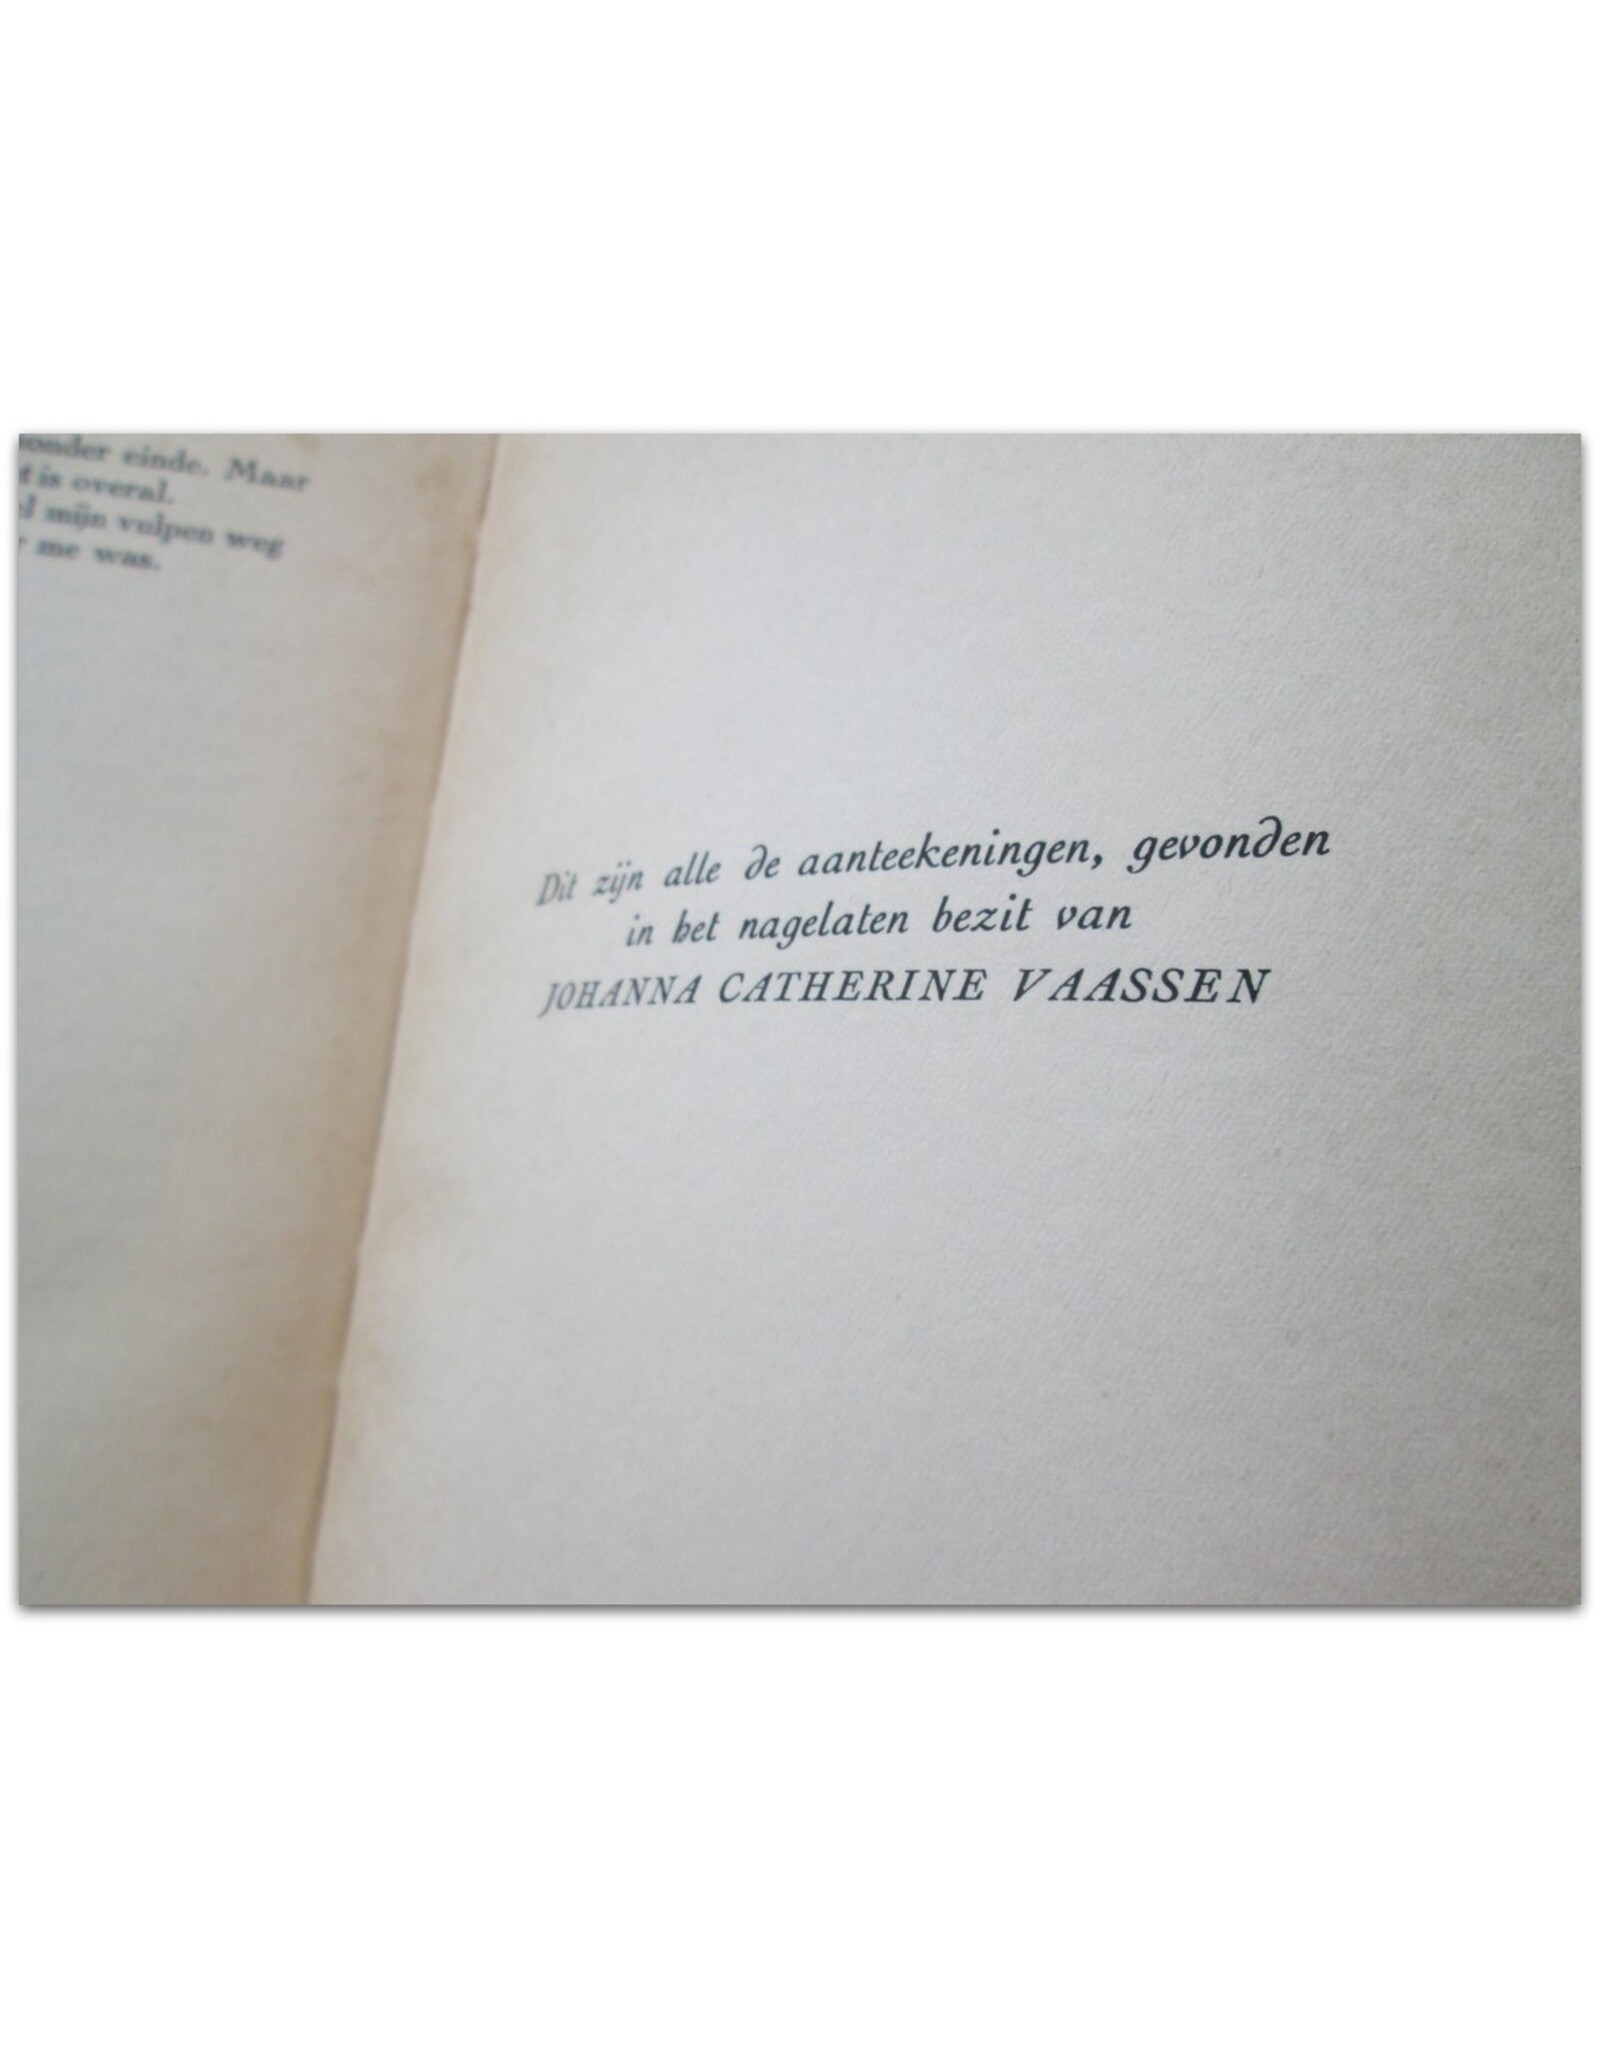 zonder einde. Maar
is overal.
mijn vulpen weg
me was.
Dit zijn alle de aanteekeningen, gevonden
in het nagelaten bezit van
JOHANNA CATHERINE VAASSEN